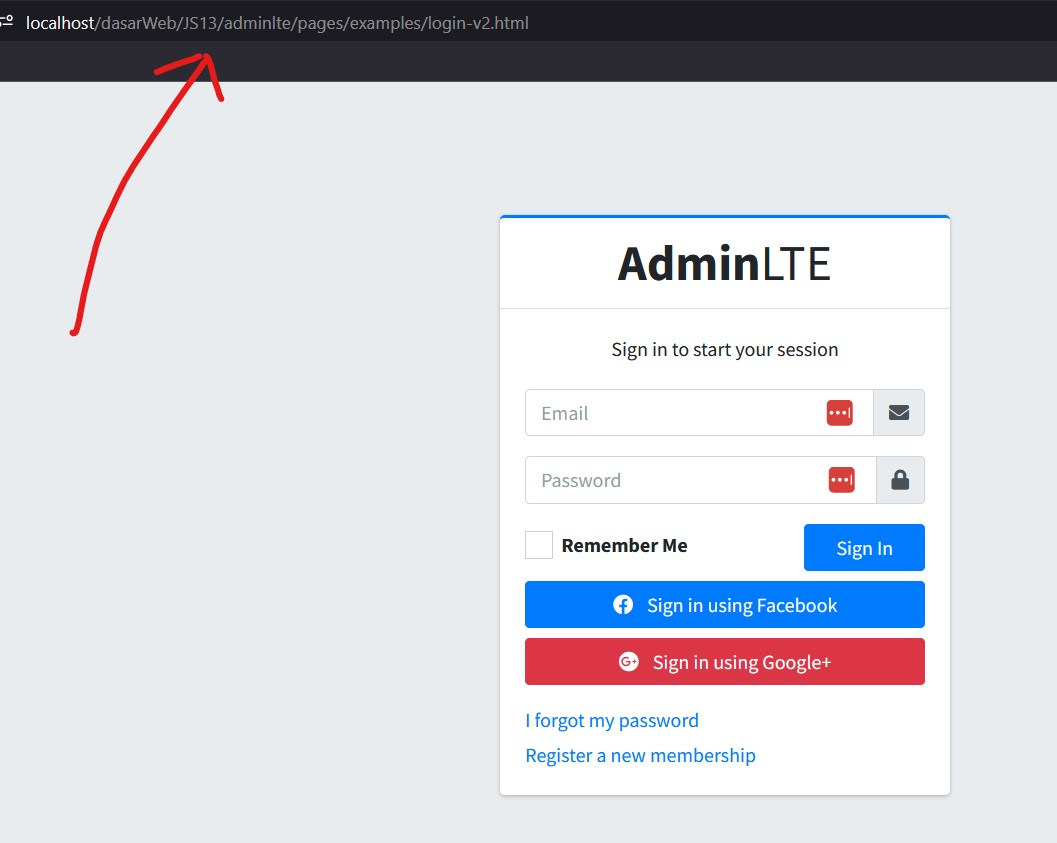 localhost/dasarWeb/JS13/adminlte/pages/examples/login-v2.html
AdminLTE
Sign in to start your session
Email
Password
Remember Me
Sign In
Sign in using Facebook
Sign in using Google+
I forgot my password
Register a new membership